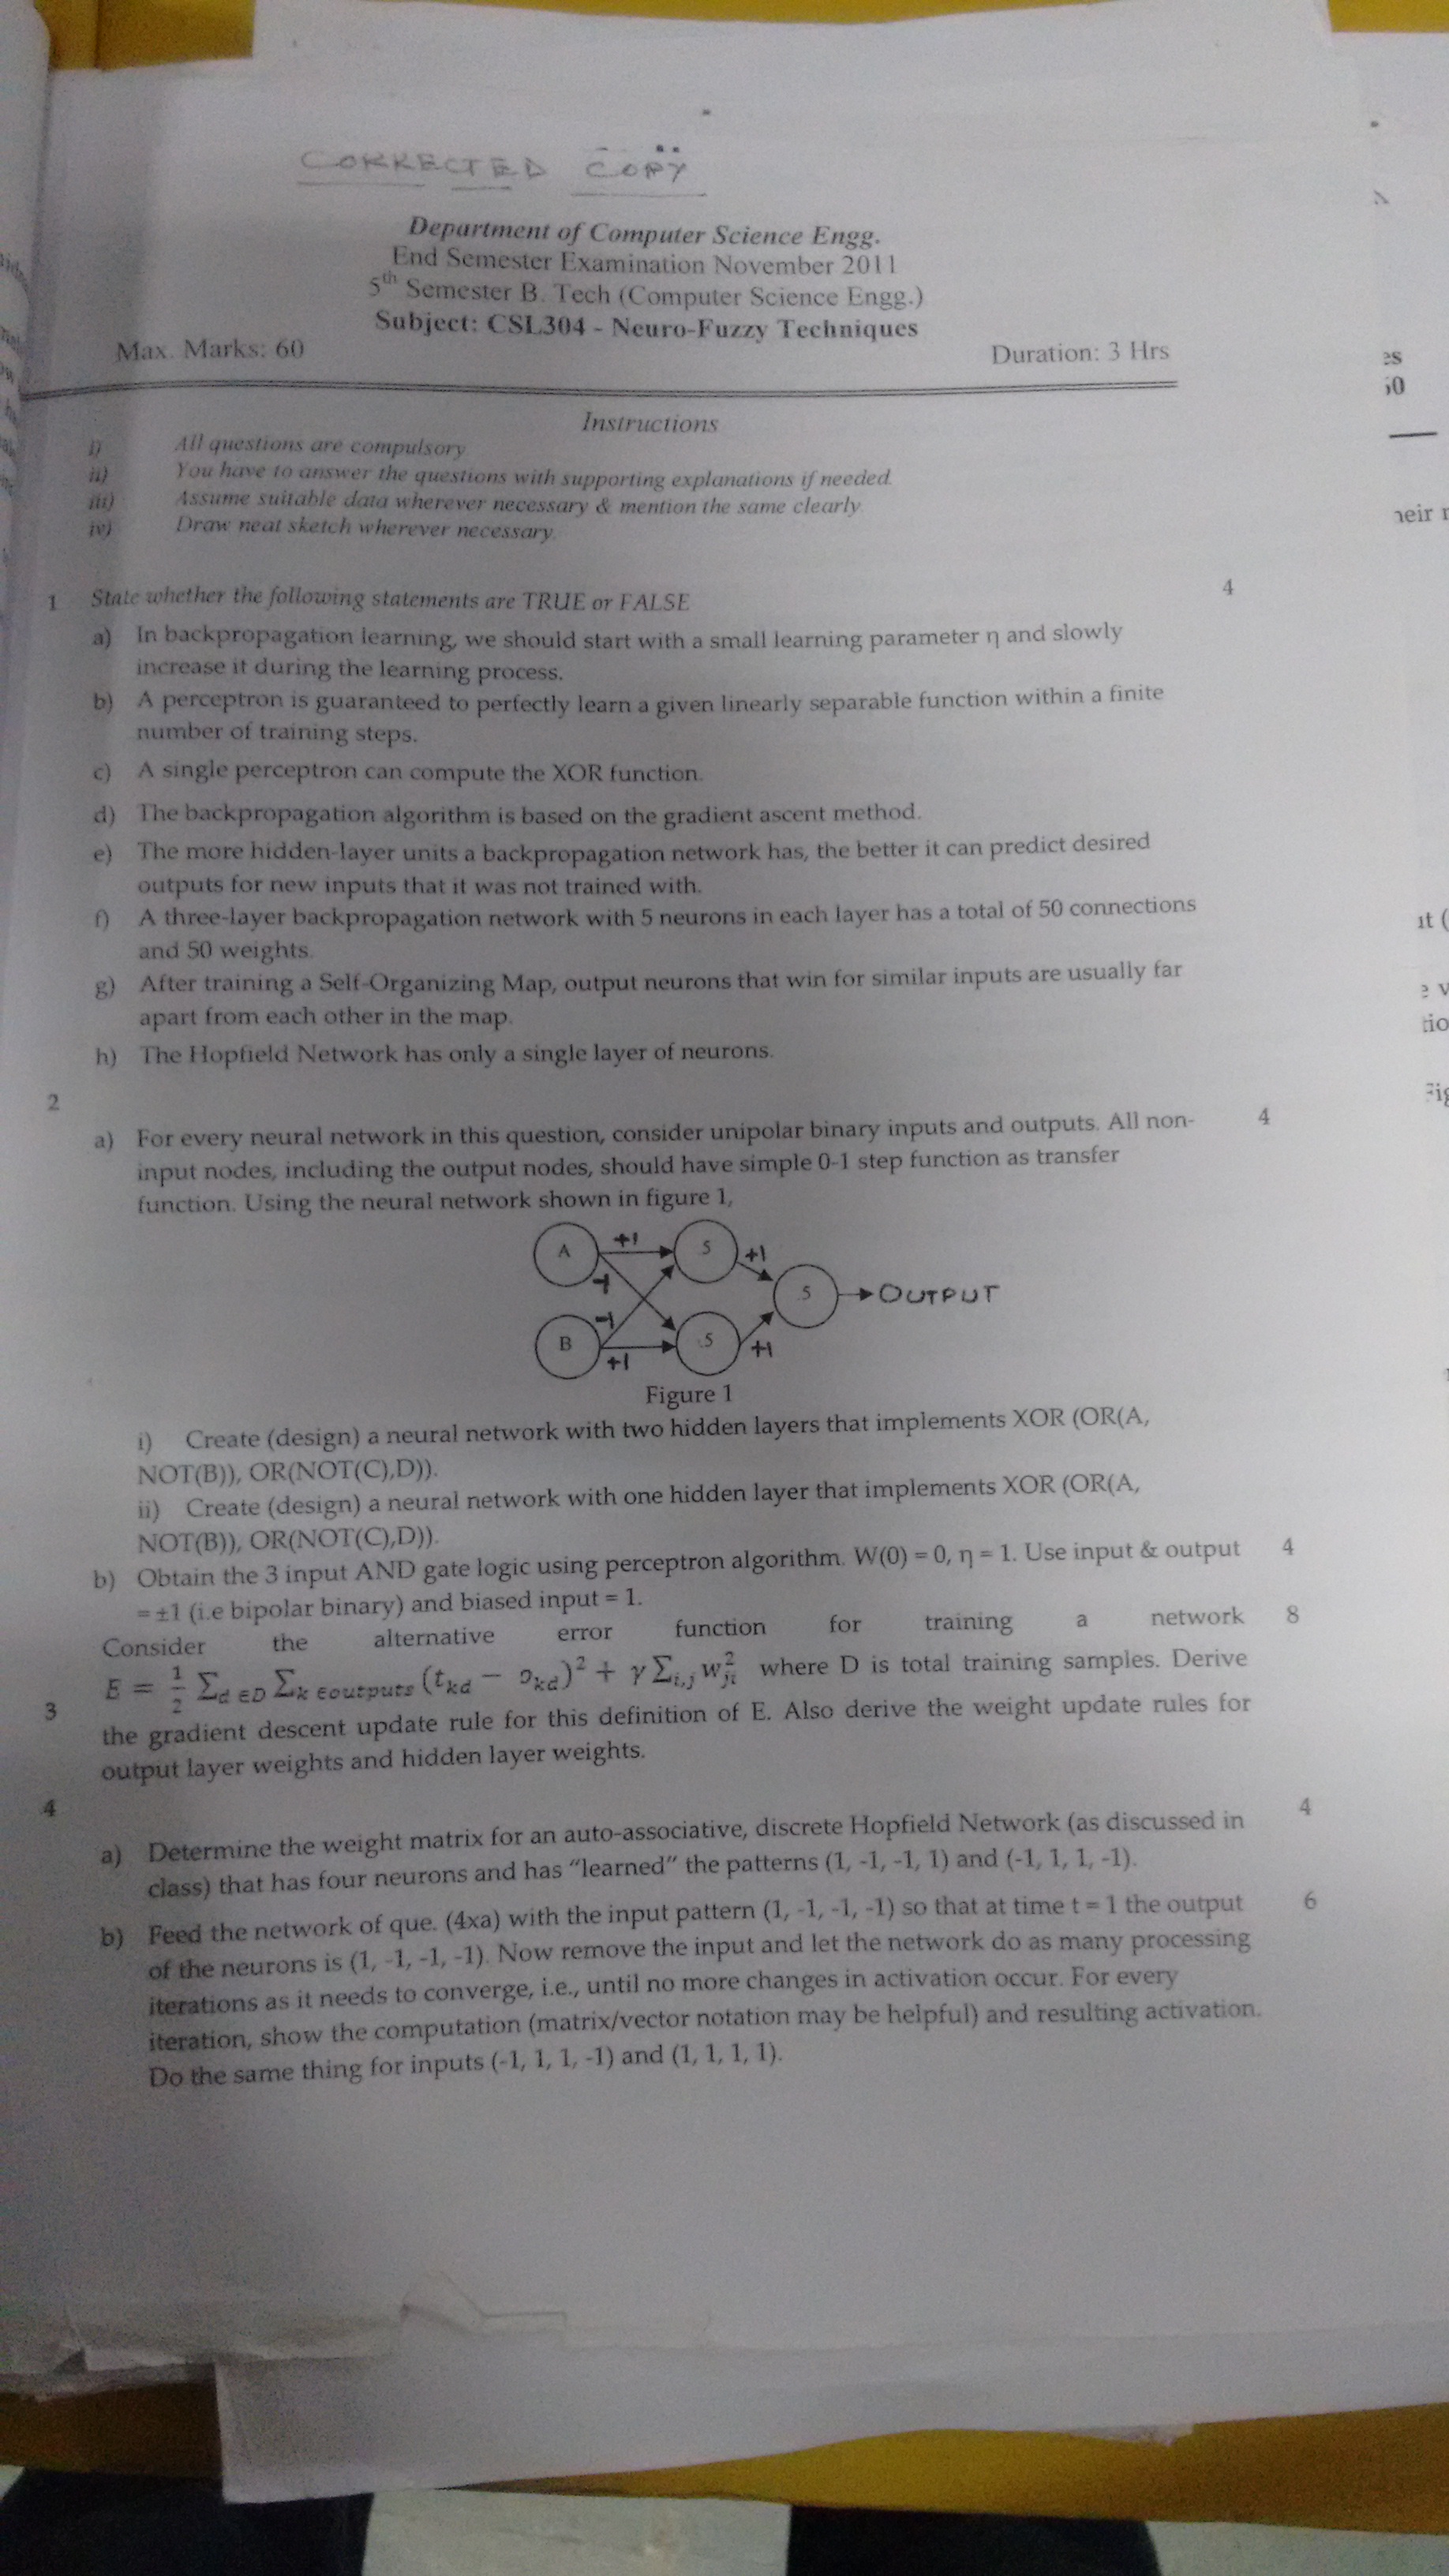 CORRECTED COPY
Department of Computer Science Engg.
End Semester Examination November 2011
5th Semester B. Tech (Computer Science Engg.)
Subject: CSL304 - Neuro-Fuzzy Techniques
Max. Marks: 60 Duration: 3 Hrs
Instructions
i) All questions are compulsory
ii) You have to answer the questions with supporting explanations if needed.
iii) Assume suitable data wherever necessary & mention the same clearly.
iv) Draw neat sketch wherever necessary.
1 State whether the following statements are TRUE or FALSE 4
a) In backpropagation learning, we should start with a small learning parameter η and slowly
increase it during the learning process.
b) A perceptron is guaranteed to perfectly learn a given linearly separable function within a finite
number of training steps.
c) A single perceptron can compute the XOR function.
d) The backpropagation algorithm is based on the gradient ascent method.
e) The more hidden-layer units a backpropagation network has, the better it can predict desired
outputs for new inputs that it was not trained with.
f) A three-layer backpropagation network with 5 neurons in each layer has a total of 50 connections
and 50 weights.
g) After training a Self-Organizing Map, output neurons that win for similar inputs are usually far
apart from each other in the map.
h) The Hopfield Network has only a single layer of neurons.
2
a) For every neural network in this question, consider unipolar binary inputs and outputs. All non- 4
input nodes, including the output nodes, should have simple 0-1 step function as transfer
function. Using the neural network shown in figure 1,
A +1 .5 +1
-1 .5 → OUTPUT
-1
B +1 .5 +1
Figure 1
i) Create (design) a neural network with two hidden layers that implements XOR (OR(A,
NOT(B)), OR(NOT(C),D)).
ii) Create (design) a neural network with one hidden layer that implements XOR (OR(A,
NOT(B)), OR(NOT(C),D)).
b) Obtain the 3 input AND gate logic using perceptron algorithm. W(0) = 0, η = 1. Use input & output 4
= ±1 (i.e bipolar binary) and biased input = 1.
Consider the alternative error function for training a network 8
E = 1/2 Σd∈D Σk∈outputs (tkd − okd)² + γ Σi,j w²ji where D is total training samples. Derive
3 the gradient descent update rule for this definition of E. Also derive the weight update rules for
output layer weights and hidden layer weights.
4
a) Determine the weight matrix for an auto-associative, discrete Hopfield Network (as discussed in 4
class) that has four neurons and has “learned” the patterns (1, -1, -1, 1) and (-1, 1, 1, -1).
b) Feed the network of que. (4xa) with the input pattern (1, -1, -1, -1) so that at time t = 1 the output 6
of the neurons is (1, -1, -1, -1). Now remove the input and let the network do as many processing
iterations as it needs to converge, i.e., until no more changes in activation occur. For every
iteration, show the computation (matrix/vector notation may be helpful) and resulting activation.
Do the same thing for inputs (-1, 1, 1, -1) and (1, 1, 1, 1).